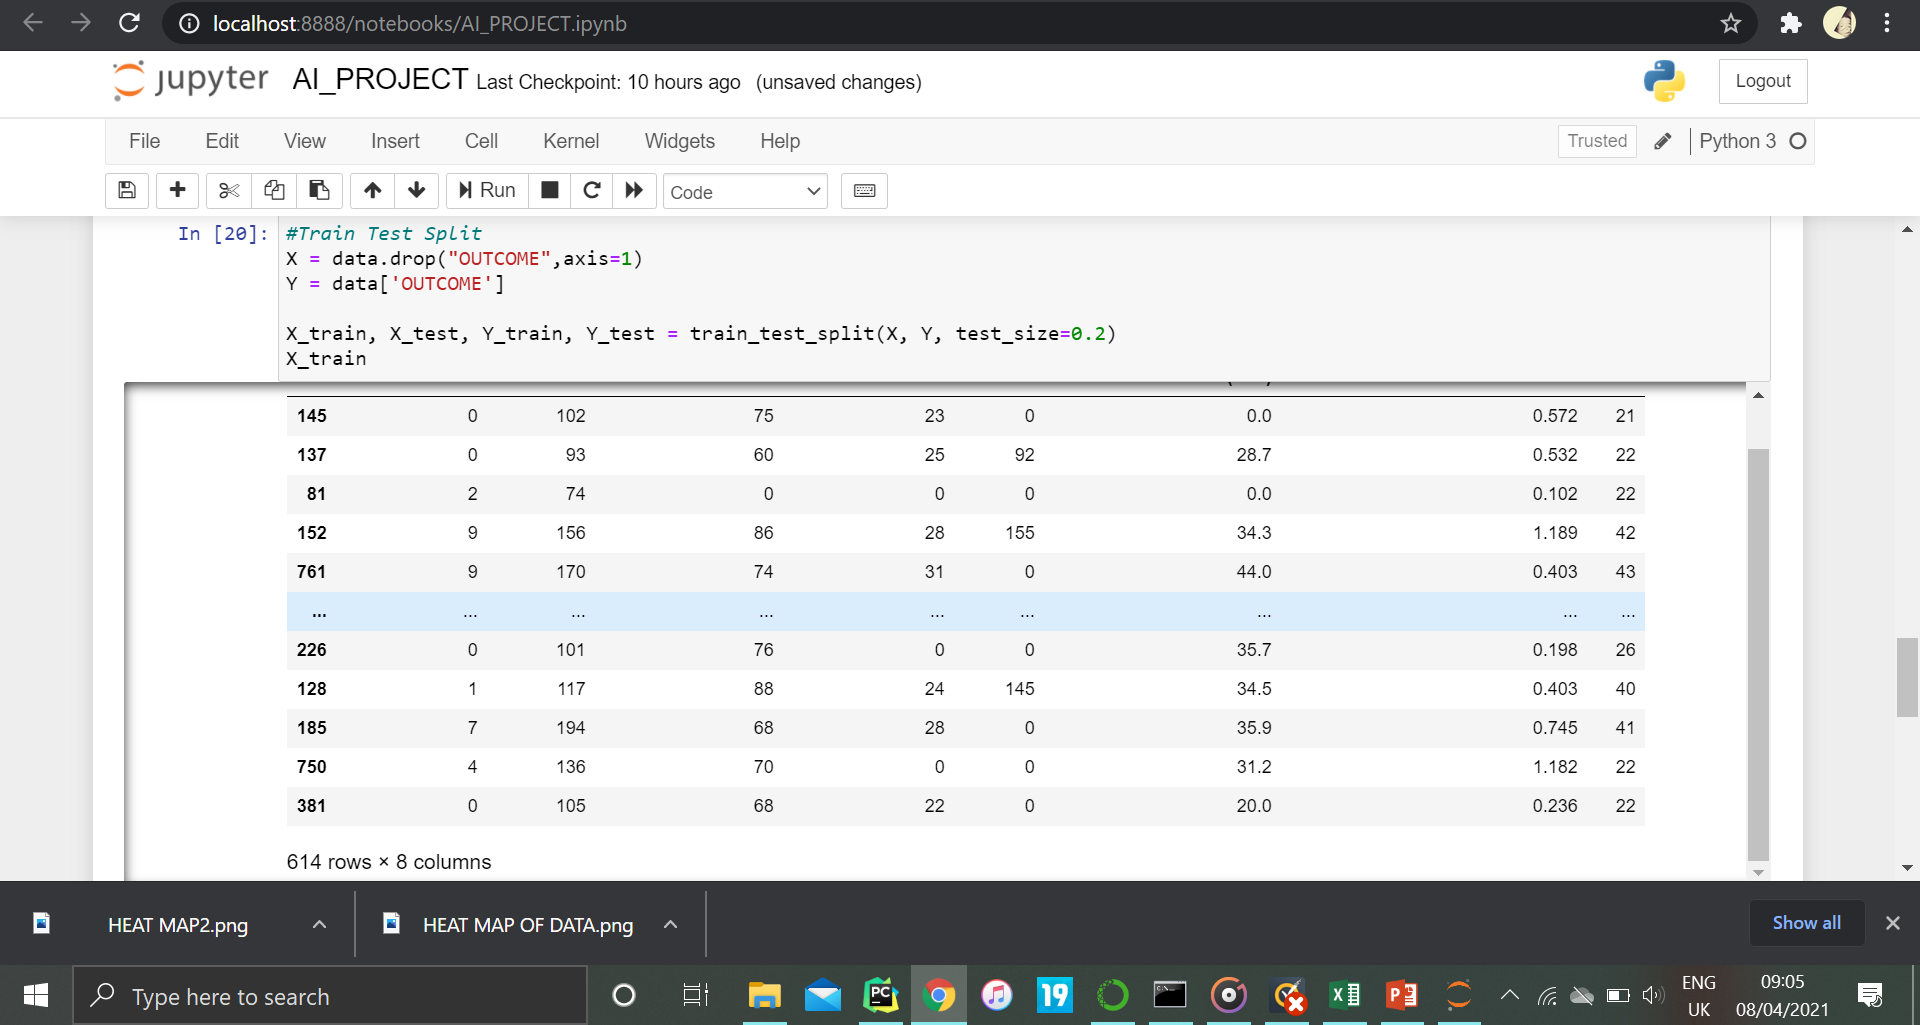 localhost:8888/notebooks/AI_PROJECT.ipynb
jupyter AI_PROJECT Last Checkpoint: 10 hours ago (unsaved changes)
Logout
File Edit View Insert Cell Kernel Widgets Help
Trusted Python 3
Run Code
In [20]: #Train Test Split
X = data.drop("OUTCOME",axis=1)
Y = data['OUTCOME']
X_train, X_test, Y_train, Y_test = train_test_split(X, Y, test_size=0.2)
X_train
145 0 102 75 23 0 0.0 0.572 21
137 0 93 60 25 92 28.7 0.532 22
81 2 74 0 0 0 0.0 0.102 22
152 9 156 86 28 155 34.3 1.189 42
761 9 170 74 31 0 44.0 0.403 43
... ... ... ... ... ... ... ... ...
226 0 101 76 0 0 35.7 0.198 26
128 1 117 88 24 145 34.5 0.403 40
185 7 194 68 28 0 35.9 0.745 41
750 4 136 70 0 0 31.2 1.182 22
381 0 105 68 22 0 20.0 0.236 22
614 rows × 8 columns
HEAT MAP2.png HEAT MAP OF DATA.png Show all
Type here to search
PC
19
ENG
UK
09:05
08/04/2021